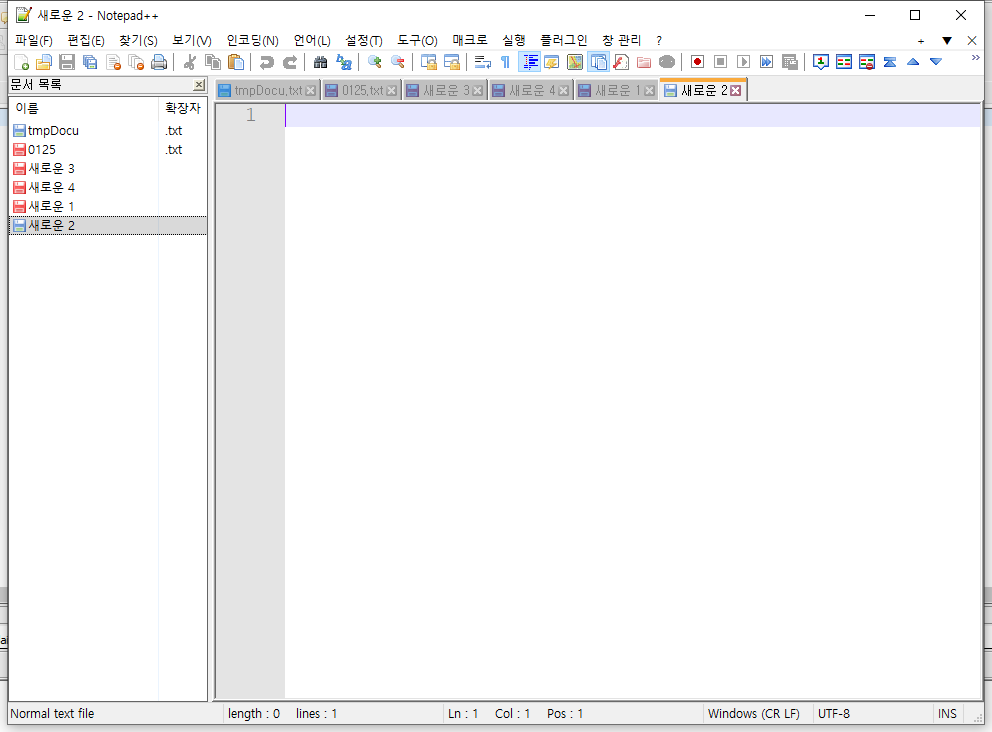 새로운 2 - Notepad++
파일(F) 편집(E) 찾기(S) 보기(V) 인코딩(N) 언어(L) 설정(T) 도구(O) 매크로 실행 플러그인 창 관리 ? + ▼ ✕
문서 목록
tmpDocu.txt 0125.txt 새로운 3 새로운 4 새로운 1 새로운 2
이름 확장자
tmpDocu .txt
0125 .txt
새로운 3
새로운 4
새로운 1
새로운 2
1
Normal text file length : 0 lines : 1 Ln : 1 Col : 1 Pos : 1 Windows (CR LF) UTF-8 INS